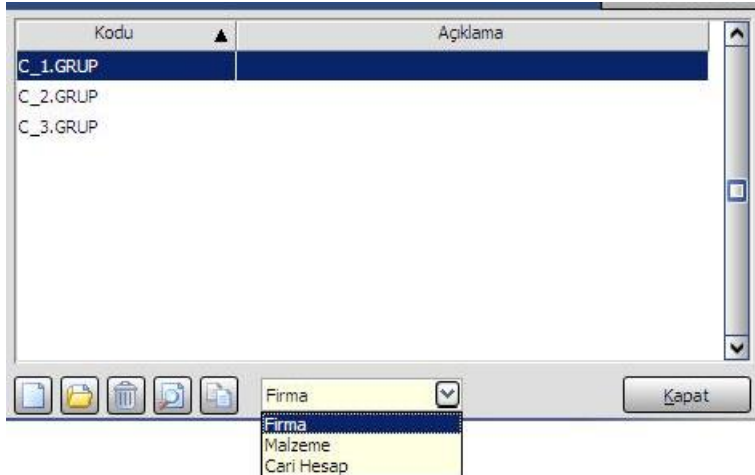 Kodu Açıklama
C_1.GRUP
C_2.GRUP
C_3.GRUP
Firma Kapat
Firma
Malzeme
Cari Hesap